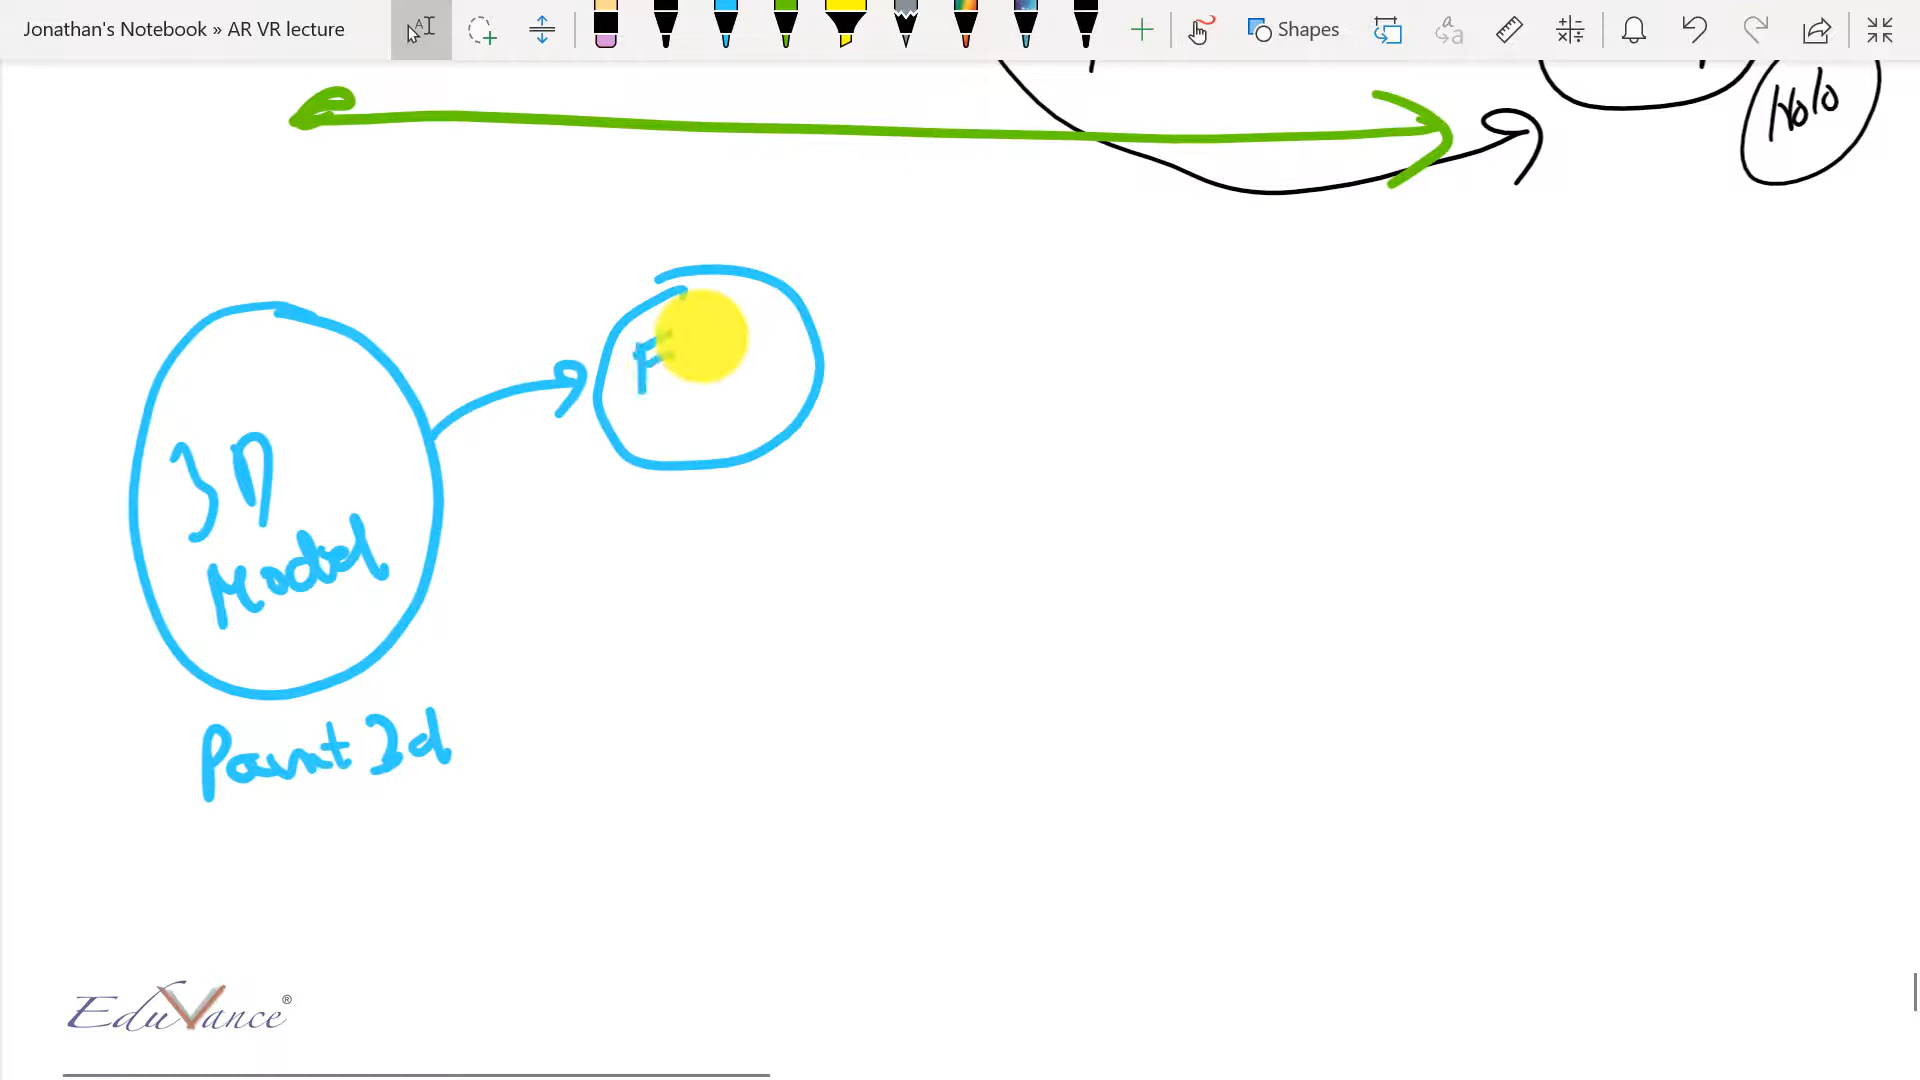 Jonathan's Notebook » AR VR lecture
Shapes
Holo
F
3D
Model
Paint 3d
EduVance®